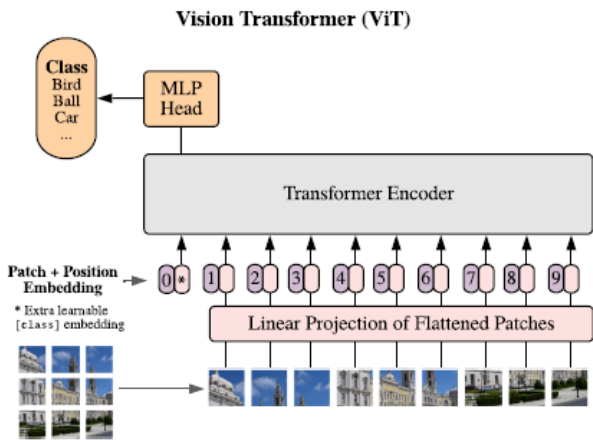 Vision Transformer (ViT)
Class
Bird
Ball
Car
...
MLP
Head
Transformer Encoder
Patch + Position
Embedding
0 * 1 2 3 4 5 6 7 8 9
* Extra learnable
[class] embedding
Linear Projection of Flattened Patches